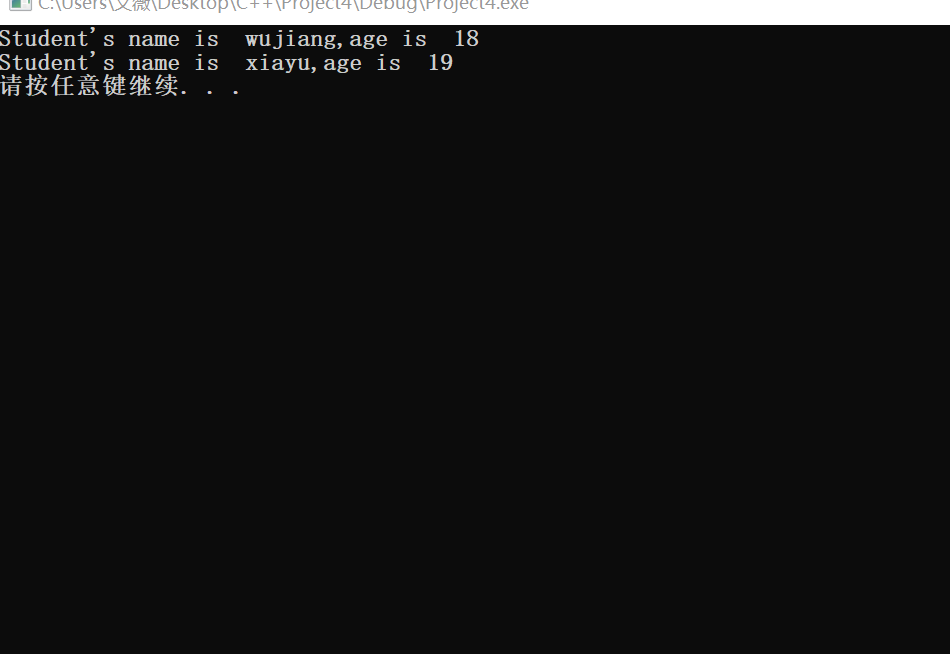 C:\Users\文薇\Desktop\C++\Project4\Debug\Project4.exe
Student's name is  wujiang,age is  18
Student's name is  xiayu,age is  19
请按任意键继续. . .